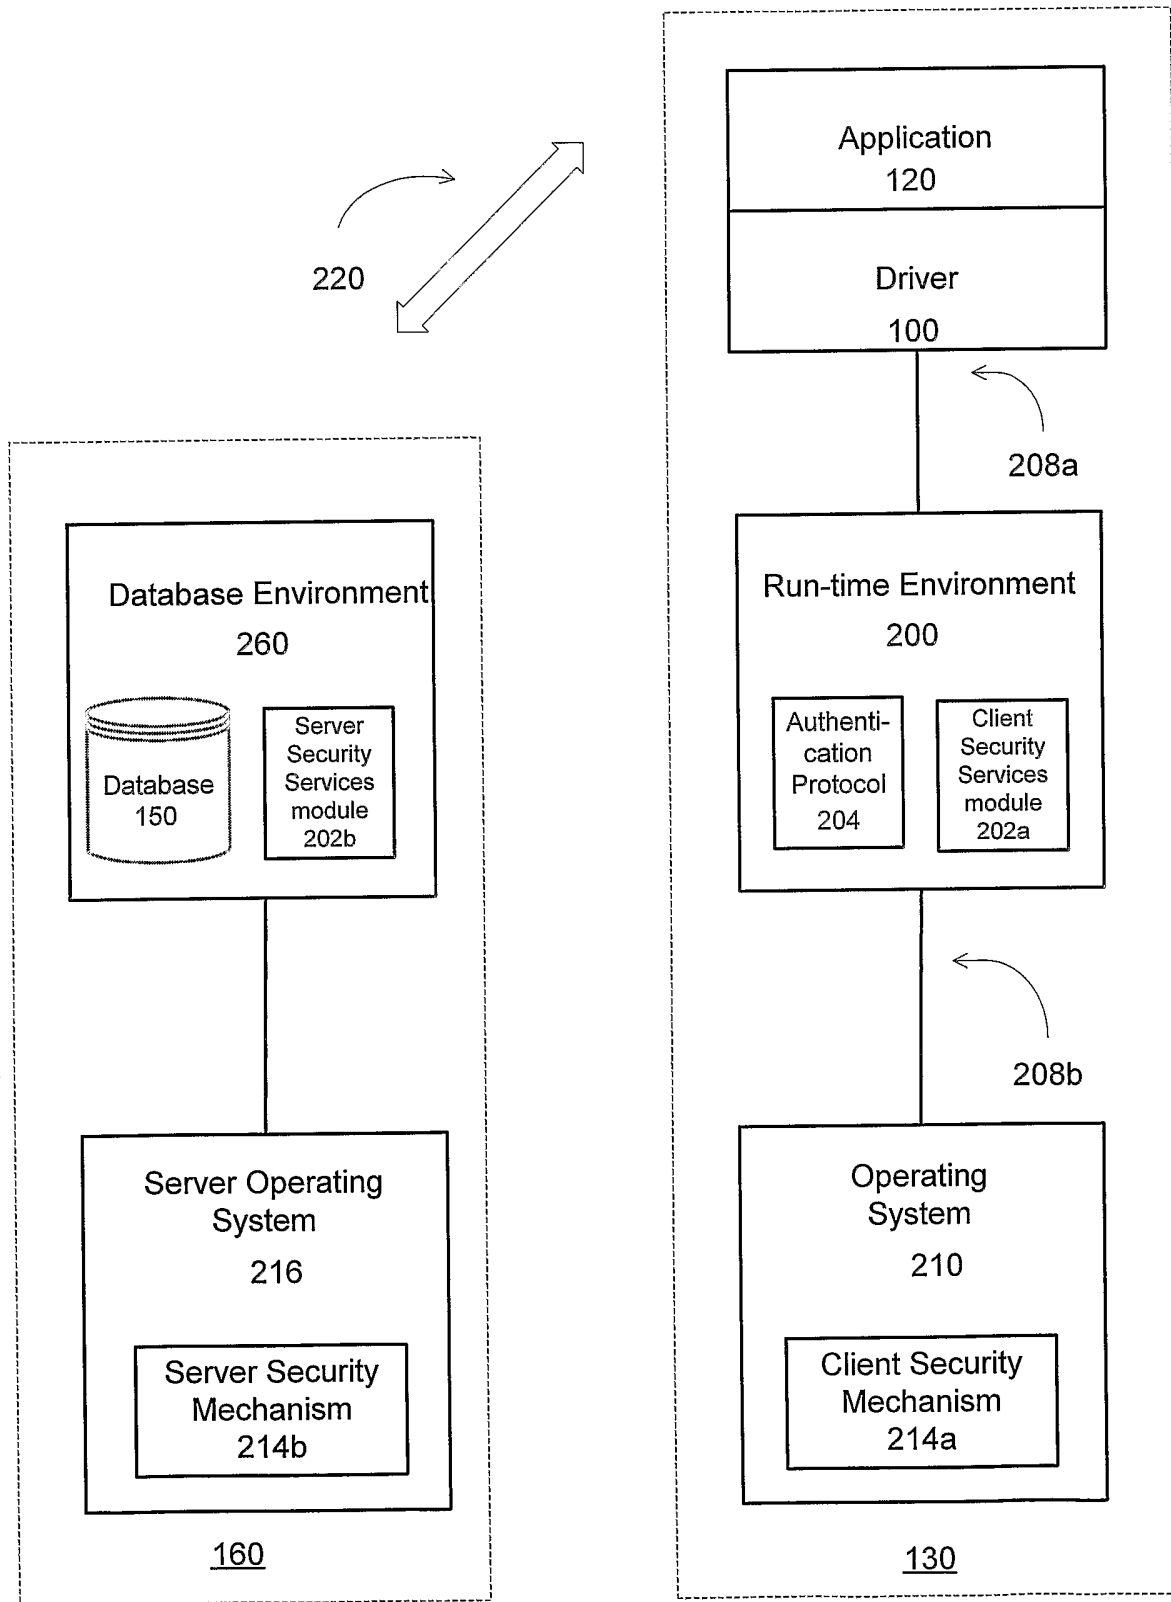 Application
120
Driver
100
220
208a
Database Environment
260
Database
150
Server
Security
Services
module
202b
Run-time Environment
200
Authenti-
cation
Protocol
204
Client
Security
Services
module
202a
208b
Server Operating
System
216
Server Security
Mechanism
214b
160
Operating
System
210
Client Security
Mechanism
214a
130